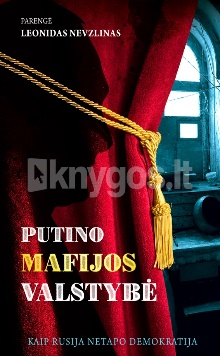 PARENGĖ
LEONIDAS NEVZLINAS
knygos.lt
PUTINO
MAFIJOS
VALSTYBĖ
KAIP RUSIJA NETAPO DEMOKRATIJA